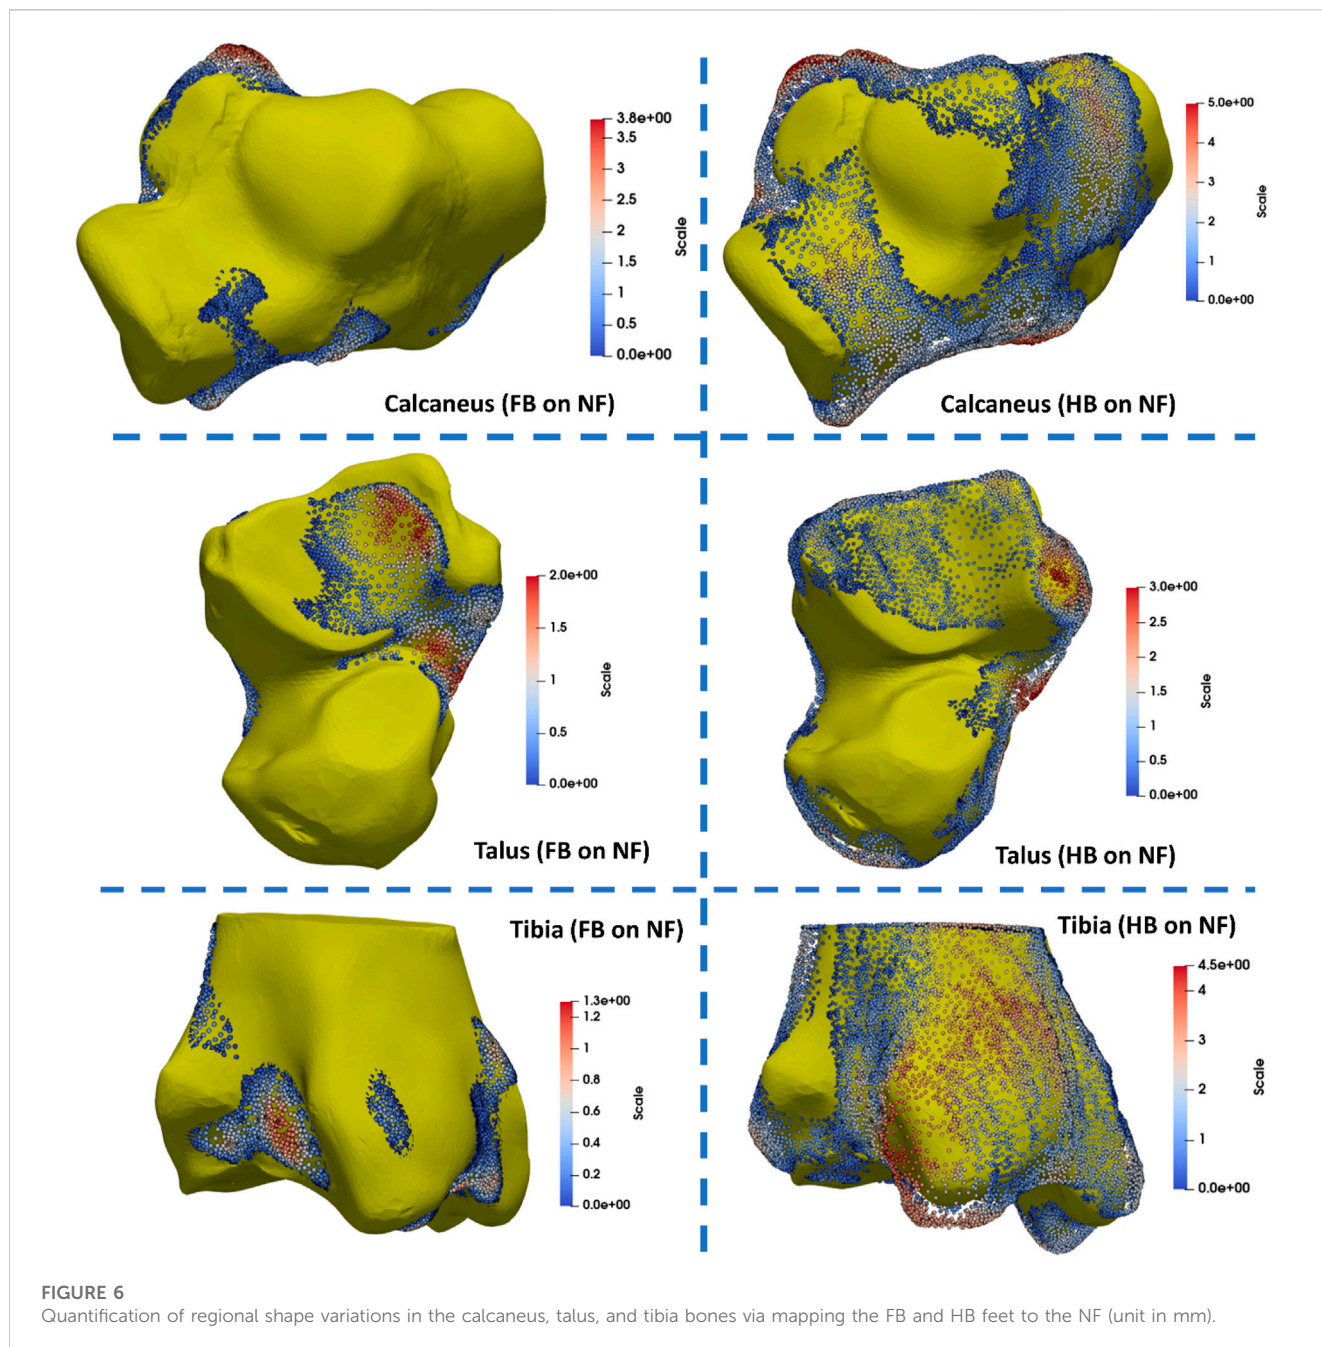 3.8e+00
3.5
3
2.5
2
1.5
1
0.5
0.0e+00
Scale
Calcaneus (FB on NF)
5.0e+00
4
3
2
1
0.0e+00
Scale
Calcaneus (HB on NF)
2.0e+00
1.5
1
0.5
0.0e+00
Scale
Talus (FB on NF)
3.0e+00
2.5
2
1.5
1
0.5
0.0e+00
Scale
Talus (HB on NF)
Tibia (FB on NF)
1.3e+00
1.2
1
0.8
0.6
0.4
0.2
0.0e+00
Scale
Tibia (HB on NF)
4.5e+00
4
3
2
1
0.0e+00
Scale
FIGURE 6
Quantification of regional shape variations in the calcaneus, talus, and tibia bones via mapping the FB and HB feet to the NF (unit in mm).